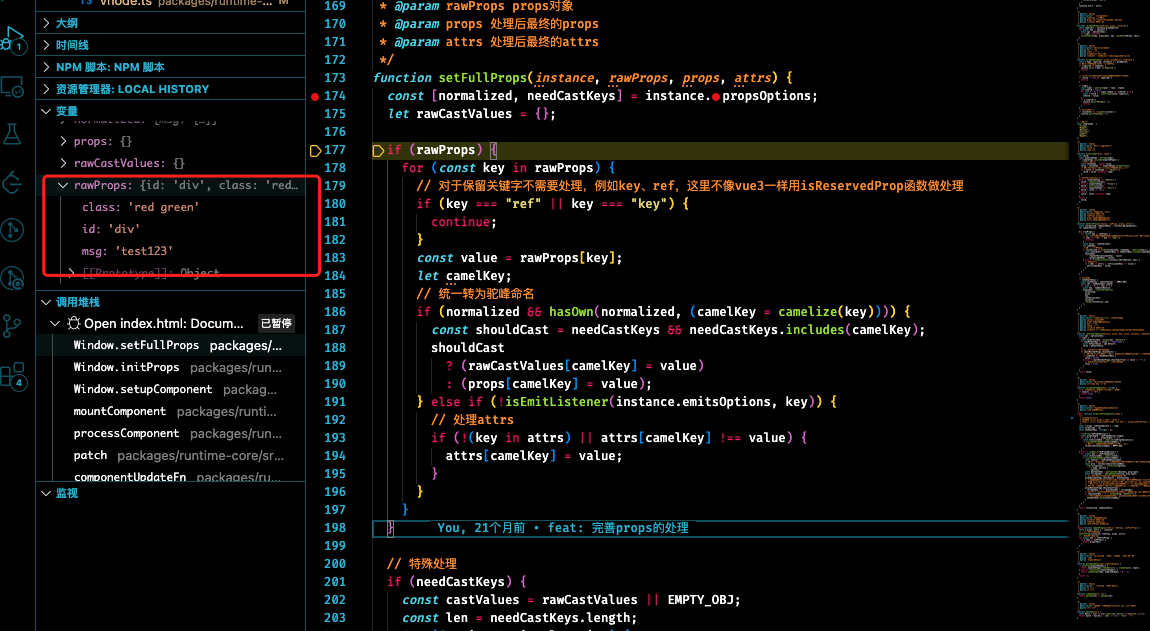 vnode.ts packages/runtime-... M
大纲
时间线
NPM 脚本: NPM 脚本
资源管理器: LOCAL HISTORY
变量
props: {}
rawCastValues: {}
rawProps: {id: 'div', class: 'red…
class: 'red green'
id: 'div'
msg: 'test123'
[[Prototype]]: Object
调用堆栈
Open index.html: Docum... 已暂停
Window.setFullProps packages/...
Window.initProps packages/run...
Window.setupComponent packag...
mountComponent packages/runti...
processComponent packages/run...
patch packages/runtime-core/sr...
componentUpdateFn packages/ru...
监视
1
4
169 * @param rawProps props对象
170 * @param props 处理后最终的props
171 * @param attrs 处理后最终的attrs
172 */
173 function setFullProps(instance, rawProps, props, attrs) {
174 const [normalized, needCastKeys] = instance.propsOptions;
175 let rawCastValues = {};
176
177 if (rawProps) {
178 for (const key in rawProps) {
179 // 对于保留关键字不需要处理，例如key、ref，这里不像vue3一样用isReservedProp函数做处理
180 if (key === "ref" || key === "key") {
181 continue;
182 }
183 const value = rawProps[key];
184 let camelKey;
185 // 统一转为驼峰命名
186 if (normalized && hasOwn(normalized, (camelKey = camelize(key)))) {
187 const shouldCast = needCastKeys && needCastKeys.includes(camelKey);
188 shouldCast
189 ? (rawCastValues[camelKey] = value)
190 : (props[camelKey] = value);
191 } else if (!isEmitListener(instance.emitsOptions, key)) {
192 // 处理attrs
193 if (!(key in attrs) || attrs[camelKey] !== value) {
194 attrs[camelKey] = value;
195 }
196 }
197 }
198 } You, 21个月前 • feat: 完善props的处理
199
200 // 特殊处理
201 if (needCastKeys) {
202 const castValues = rawCastValues || EMPTY_OBJ;
203 const len = needCastKeys.length;